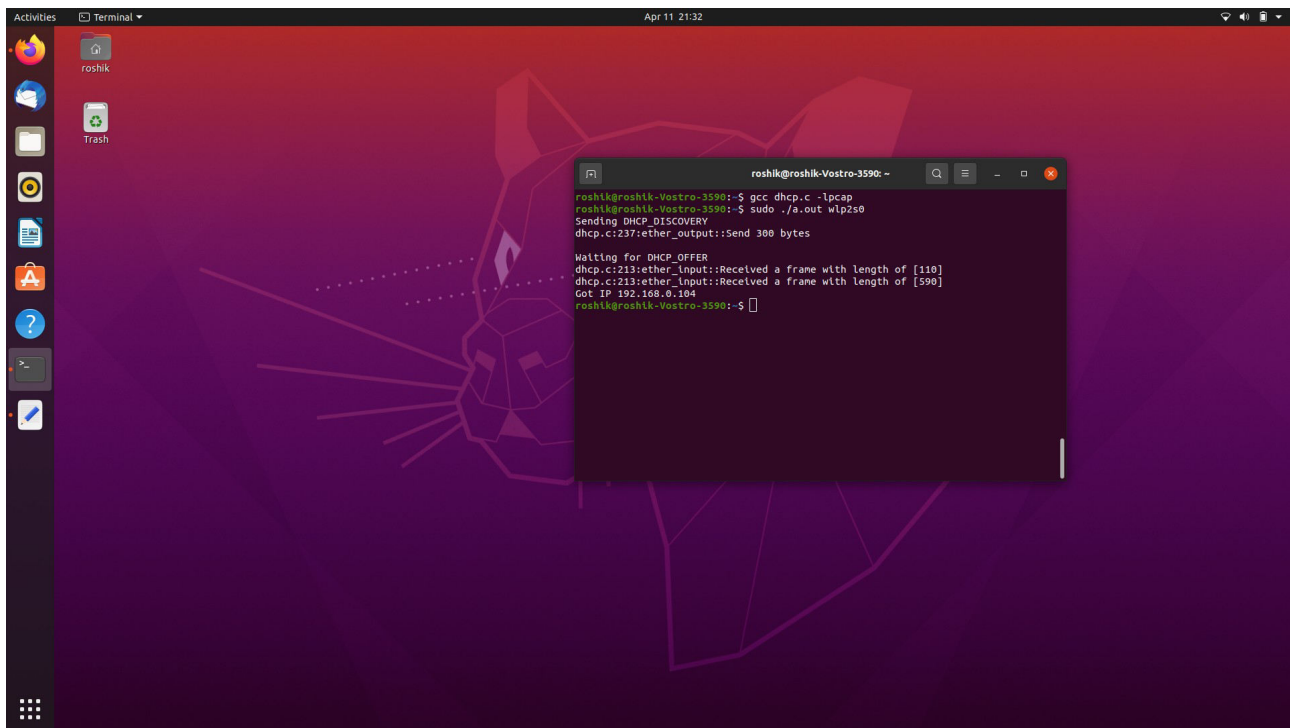 Activities
Terminal
Apr 11 21:32
roshik
Trash
roshik@roshik-Vostro-3590: ~
roshik@roshik-Vostro-3590:~$ gcc dhcp.c -lpcap
roshik@roshik-Vostro-3590:~$ sudo ./a.out wlp2s0
Sending DHCP_DISCOVERY
dhcp.c:237:ether_output::Send 300 bytes
Waiting for DHCP_OFFER
dhcp.c:213:ether_input::Received a frame with length of [110]
dhcp.c:213:ether_input::Received a frame with length of [590]
Got IP 192.168.0.104
roshik@roshik-Vostro-3590:~$